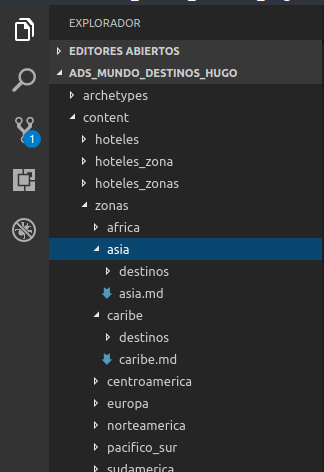 EXPLORADOR
EDITORES ABIERTOS
ADS_MUNDO_DESTINOS_HUGO
archetypes
content
hoteles
hoteles_zona
hoteles_zonas
zonas
africa
asia
destinos
asia.md
caribe
destinos
caribe.md
centroamerica
europa
norteamerica
pacifico_sur
sudamerica
1